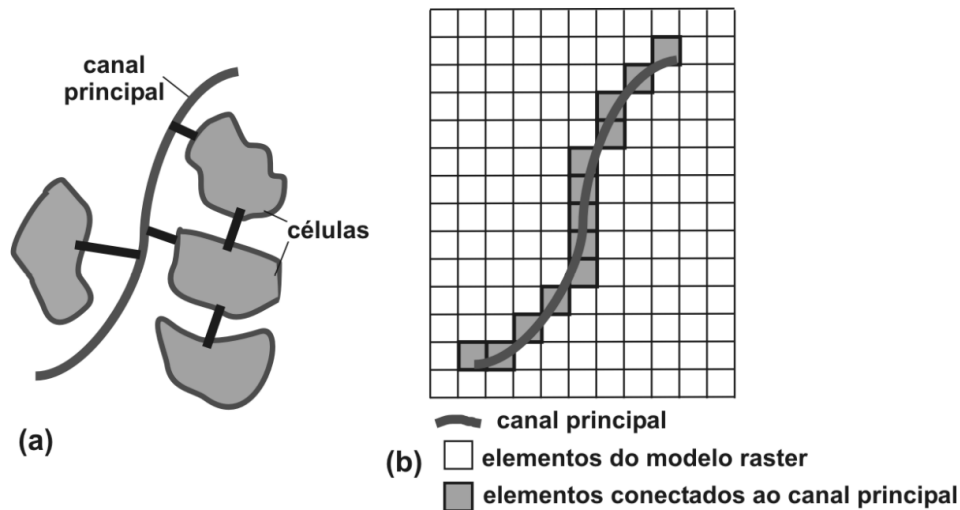 canal
principal
células
(a)
canal principal
(b)
elementos do modelo raster
elementos conectados ao canal principal